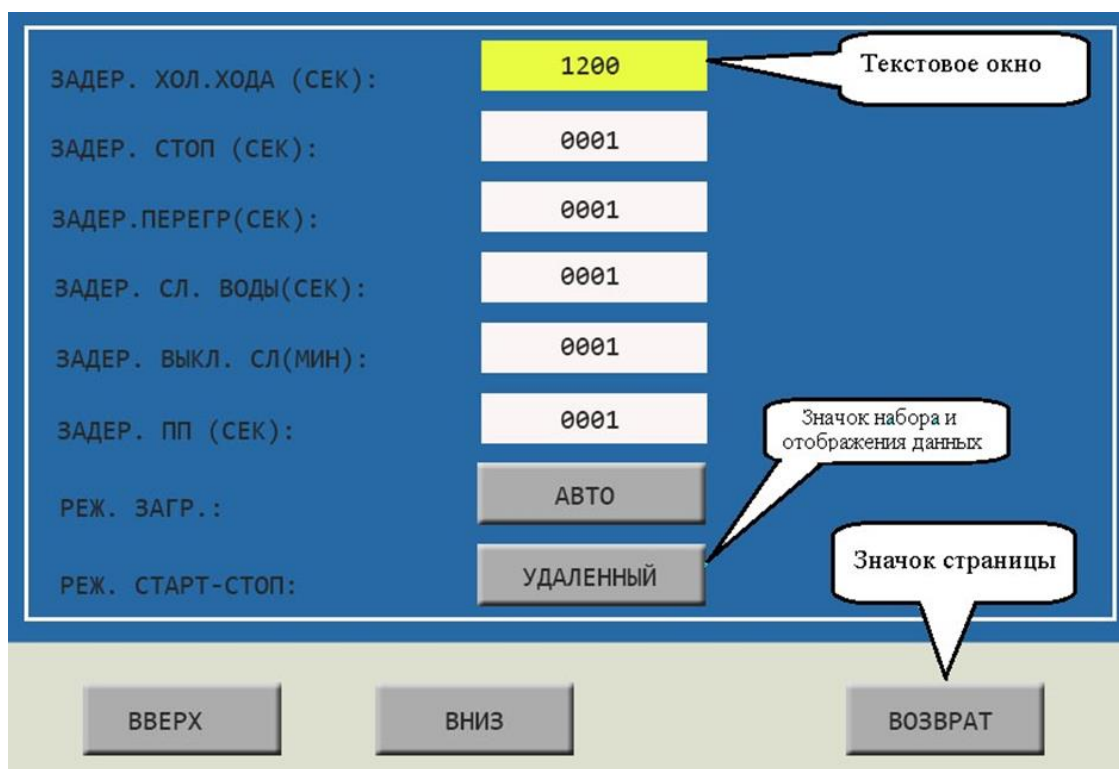 ЗАДЕР. ХОЛ.ХОДА (СЕК): 1200
Текстовое окно
ЗАДЕР. СТОП (СЕК): 0001
ЗАДЕР.ПЕРЕГР(СЕК): 0001
ЗАДЕР. СЛ. ВОДЫ(СЕК): 0001
ЗАДЕР. ВЫКЛ. СЛ(МИН): 0001
ЗАДЕР. ПП (СЕК): 0001
Значок набора и
отображения данных
РЕЖ. ЗАГР.: АВТО
РЕЖ. СТАРТ-СТОП: УДАЛЕННЫЙ
Значок страницы
ВВЕРХ ВНИЗ ВОЗВРАТ